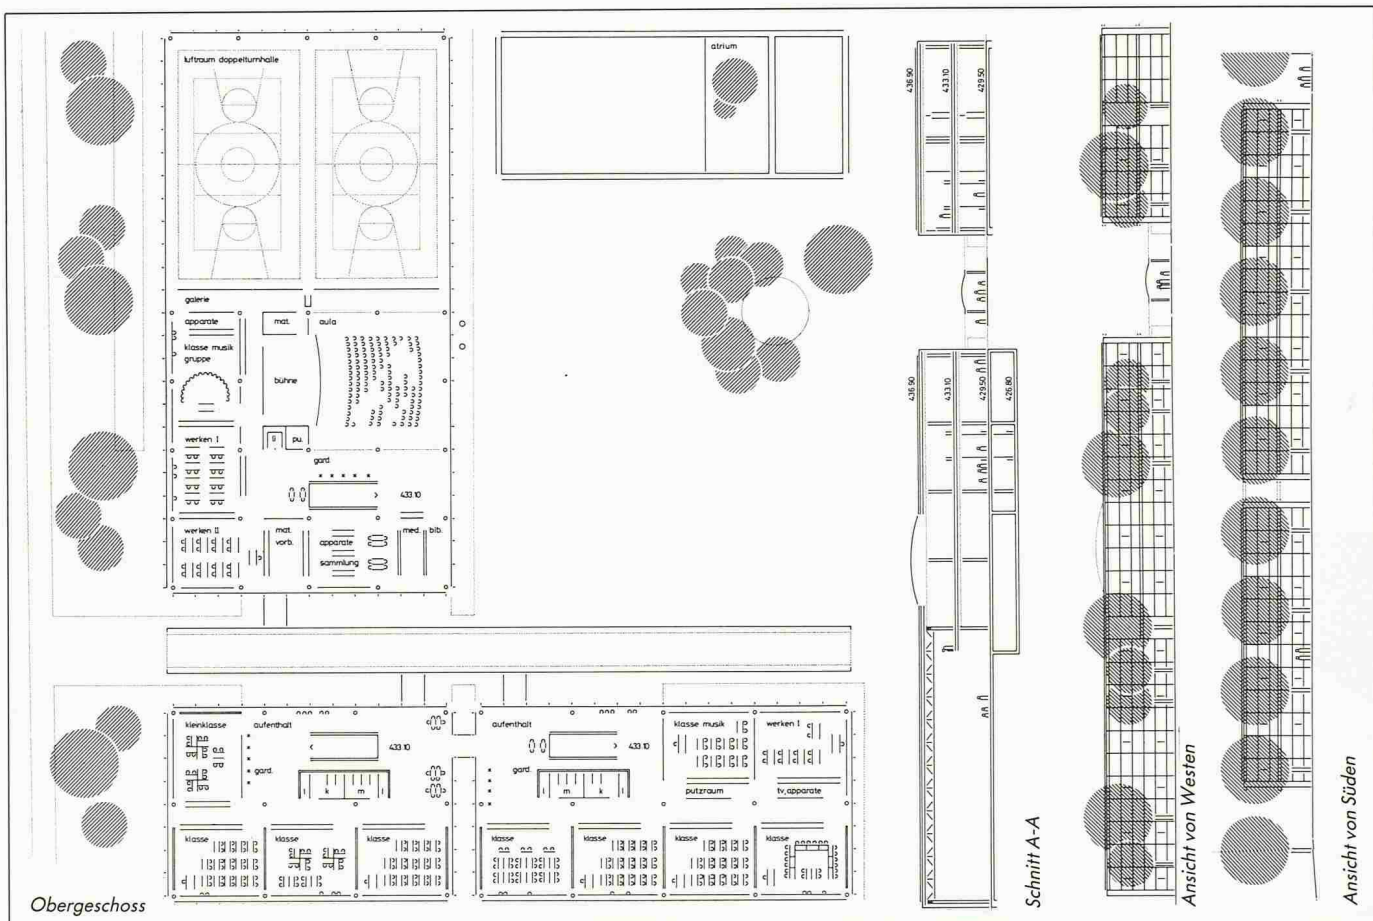 luftraum doppelturnhalle
atrium
galerie
apparate
mat.
aula
klasse musik
gruppe
bühne
werken I
pu.
gard.
433.10
werken II
mat.
vorb.
apparate
sammlung
med.
bib.
kleinklasse
aufenthalt
433.10
gard.
l
k
m
l
aufenthalt
433.10
gard.
l
m
k
l
klasse musik
werken I
putzraum
tv, apparate
klasse
klasse
klasse
klasse
klasse
klasse
klasse
Obergeschoss
436.90
433.10
429.50
436.90
433.10
429.50
426.80
Schnitt A-A
Ansicht von Westen
Ansicht von Süden